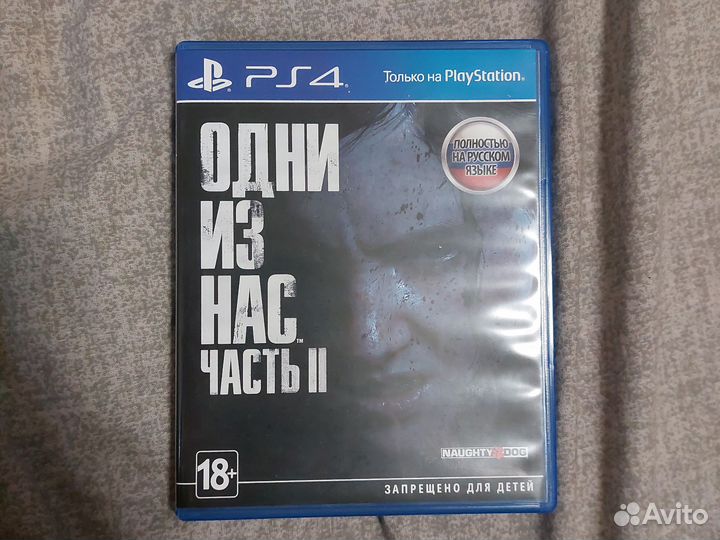 PS4
Только на PlayStation
ОДНИ
ИЗ
НАС™
ЧАСТЬ II
ПОЛНОСТЬЮ
НА РУССКОМ
ЯЗЫКЕ
NAUGHTY DOG
18+
ЗАПРЕЩЕНО ДЛЯ ДЕТЕЙ
Avito